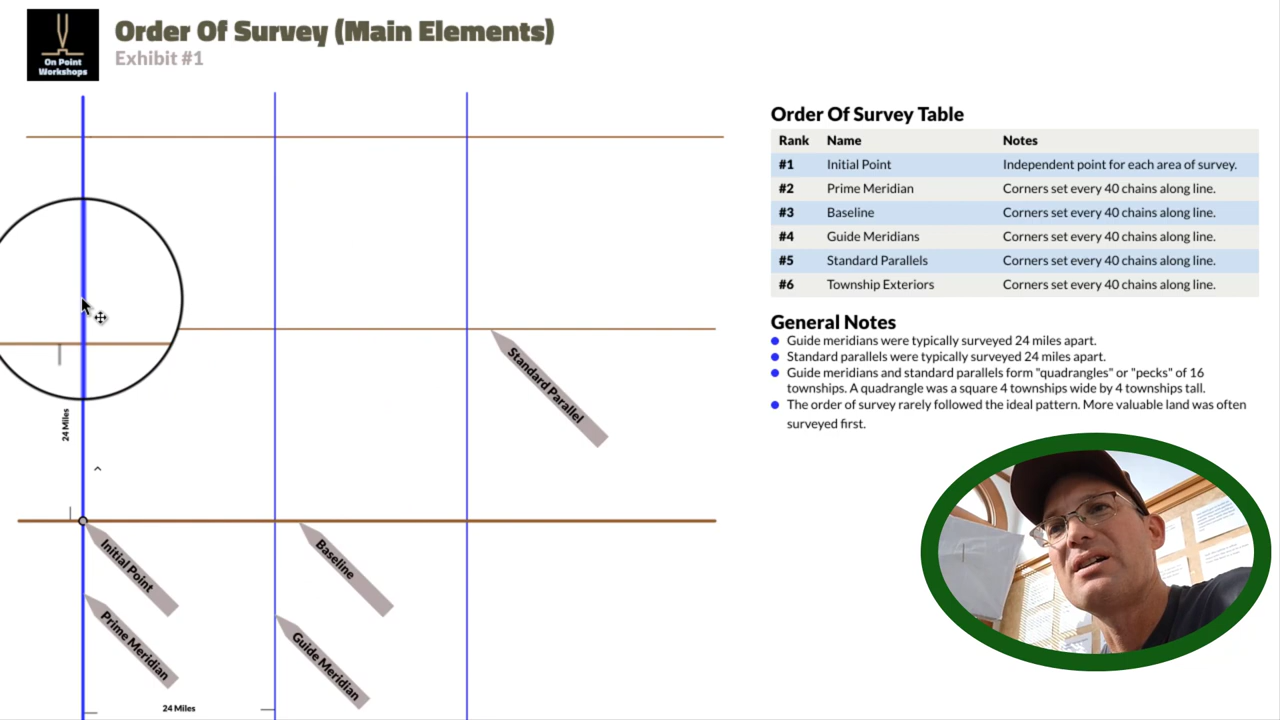 On Point
Workshops
Order Of Survey (Main Elements)
Exhibit #1
Order Of Survey Table
Rank Name Notes
#1 Initial Point Independent point for each area of survey.
#2 Prime Meridian Corners set every 40 chains along line.
#3 Baseline Corners set every 40 chains along line.
#4 Guide Meridians Corners set every 40 chains along line.
#5 Standard Parallels Corners set every 40 chains along line.
#6 Township Exteriors Corners set every 40 chains along line.
General Notes
Guide meridians were typically surveyed 24 miles apart.
Standard parallels were typically surveyed 24 miles apart.
Guide meridians and standard parallels form "quadrangles" or "pecks" of 16
townships. A quadrangle was a square 4 townships wide by 4 townships tall.
The order of survey rarely followed the ideal pattern. More valuable land was often
surveyed first.
Standard Parallel
24 Miles
Initial Point
Baseline
Prime Meridian
Guide Meridian
24 Miles